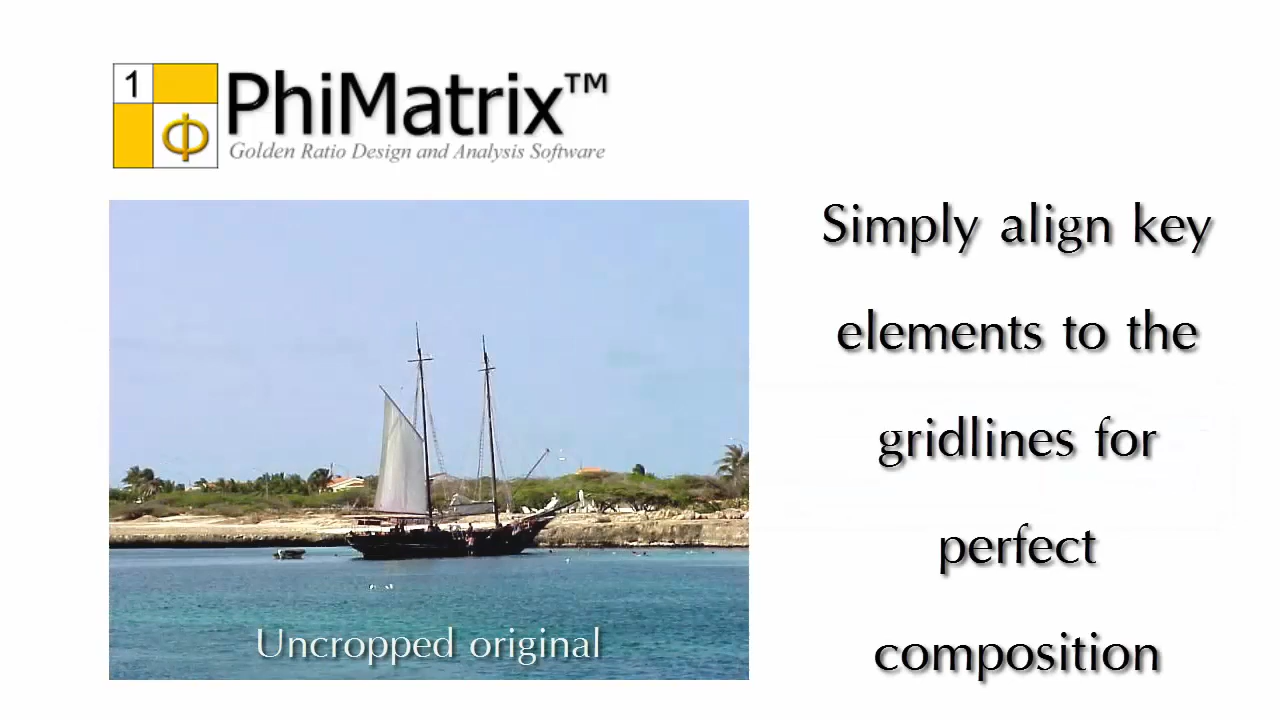 1
Φ
PhiMatrix™
Golden Ratio Design and Analysis Software
Simply align key
elements to the
gridlines for
perfect
composition
Uncropped original